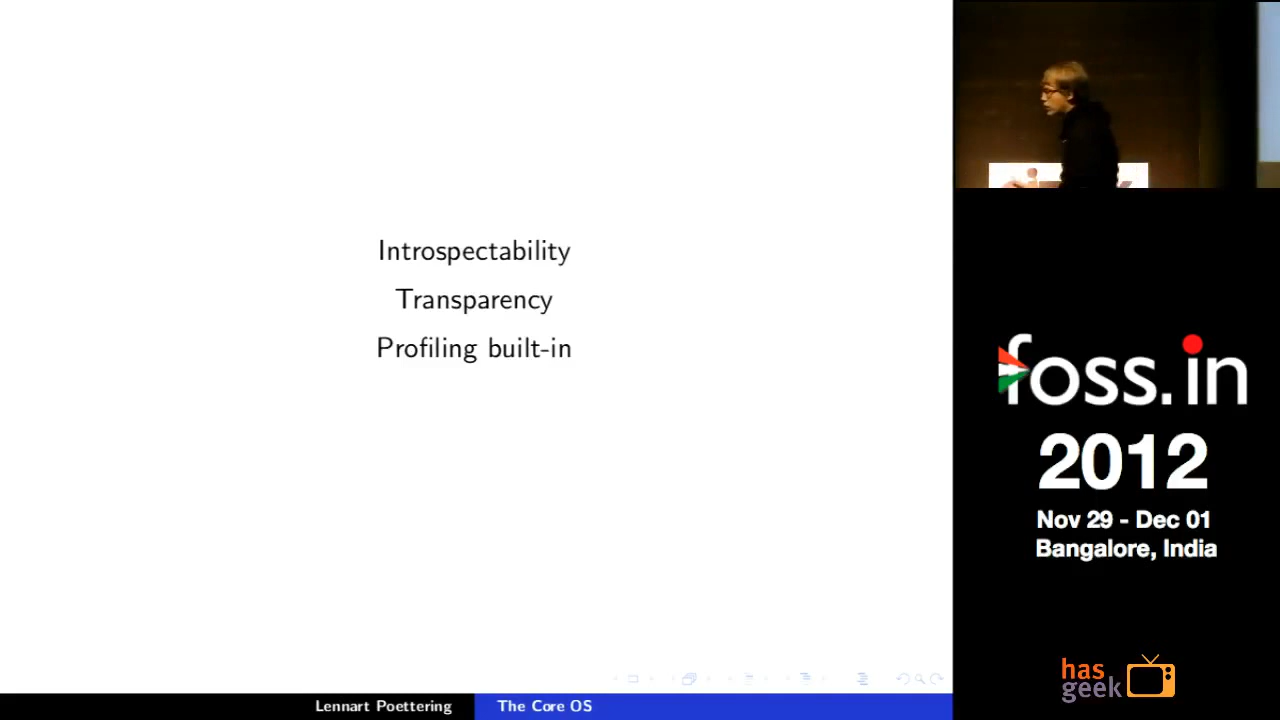 Introspectability
Transparency
Profiling built-in
Lennart Poettering
The Core OS
foss.in
2012
Nov 29 - Dec 01
Bangalore, India
has
geek